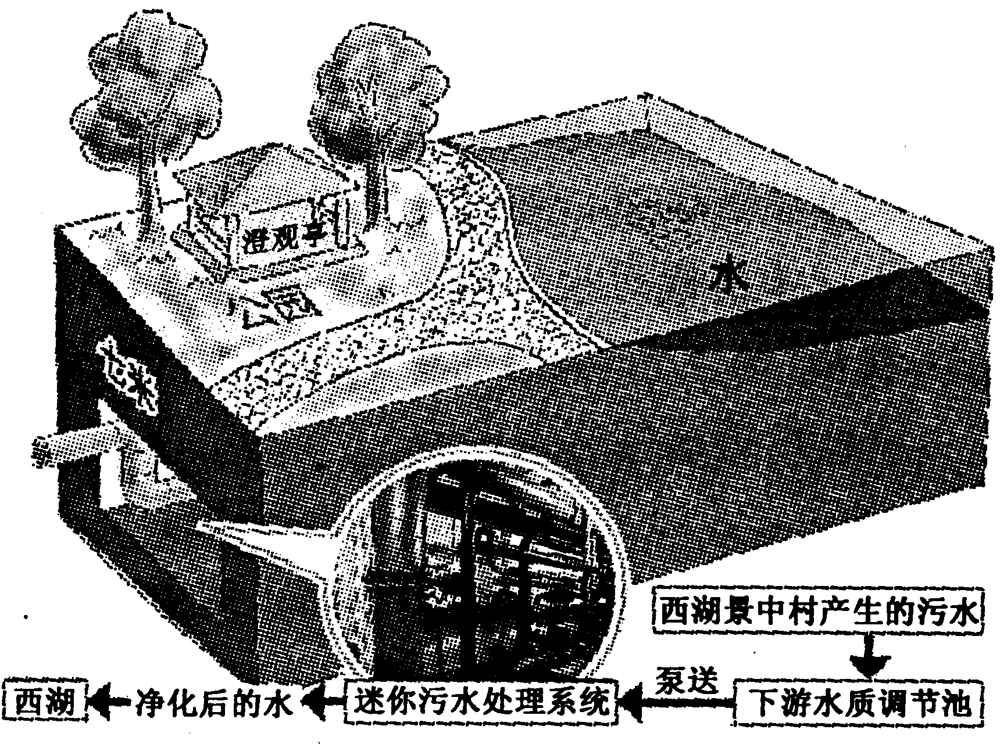 澄观亭
水
西湖景中村产生的污水
泵送
西湖
净化后的水
迷你污水处理系统
下游水质调节池